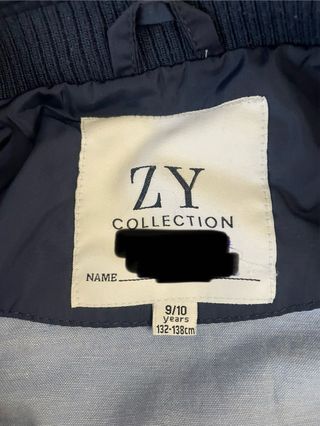 ZY
COLLECTION
NAME
9/10
years
132-138cm